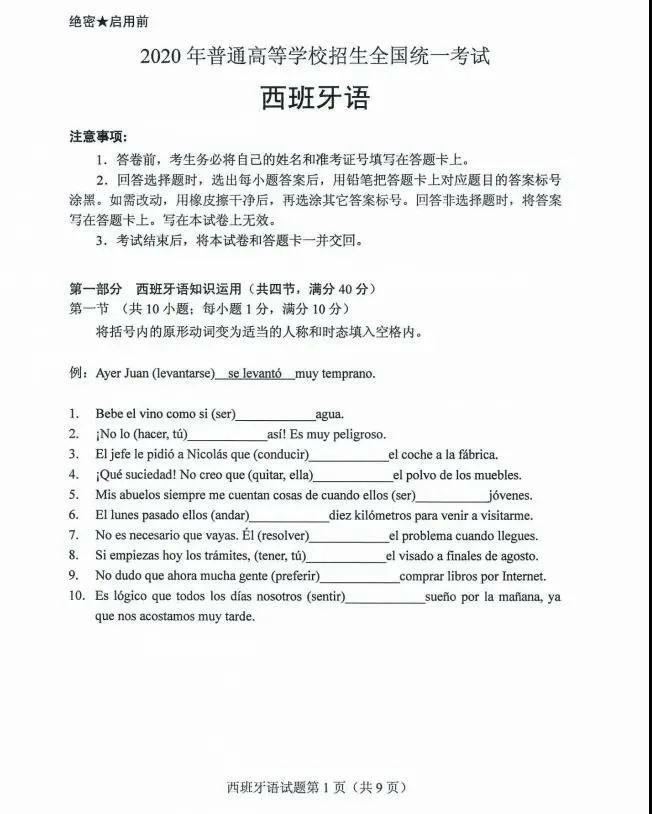 绝密★启用前
2020 年普通高等学校招生全国统一考试
西班牙语
注意事项:
1．答卷前，考生务必将自己的姓名和准考证号填写在答题卡上。
2．回答选择题时，选出每小题答案后，用铅笔把答题卡上对应题目的答案标号
涂黑。如需改动，用橡皮擦干净后，再选涂其它答案标号。回答非选择题时，将答案
写在答题卡上。写在本试卷上无效。
3．考试结束后，将本试卷和答题卡一并交回。
第一部分 西班牙语知识运用（共四节，满分 40 分）
第一节 （共 10 小题；每小题 1 分，满分 10 分）
将括号内的原形动词变为适当的人称和时态填入空格内。
例：Ayer Juan (levantarse)__se levantó__muy temprano.
1. Bebe el vino como si (ser)__________agua.
2. ¡No lo (hacer, tú)__________así! Es muy peligroso.
3. El jefe le pidió a Nicolás que (conducir)__________el coche a la fábrica.
4. ¡Qué suciedad! No creo que (quitar, ella)__________el polvo de los muebles.
5. Mis abuelos siempre me cuentan cosas de cuando ellos (ser)__________jóvenes.
6. El lunes pasado ellos (andar)__________diez kilómetros para venir a visitarme.
7. No es necesario que vayas. Él (resolver)__________el problema cuando llegues.
8. Si empiezas hoy los trámites, (tener, tú)__________el visado a finales de agosto.
9. No dudo que ahora mucha gente (preferir)__________comprar libros por Internet.
10. Es lógico que todos los días nosotros (sentir)__________sueño por la mañana, ya
que nos acostamos muy tarde.
西班牙语试题第 1 页（共 9 页）